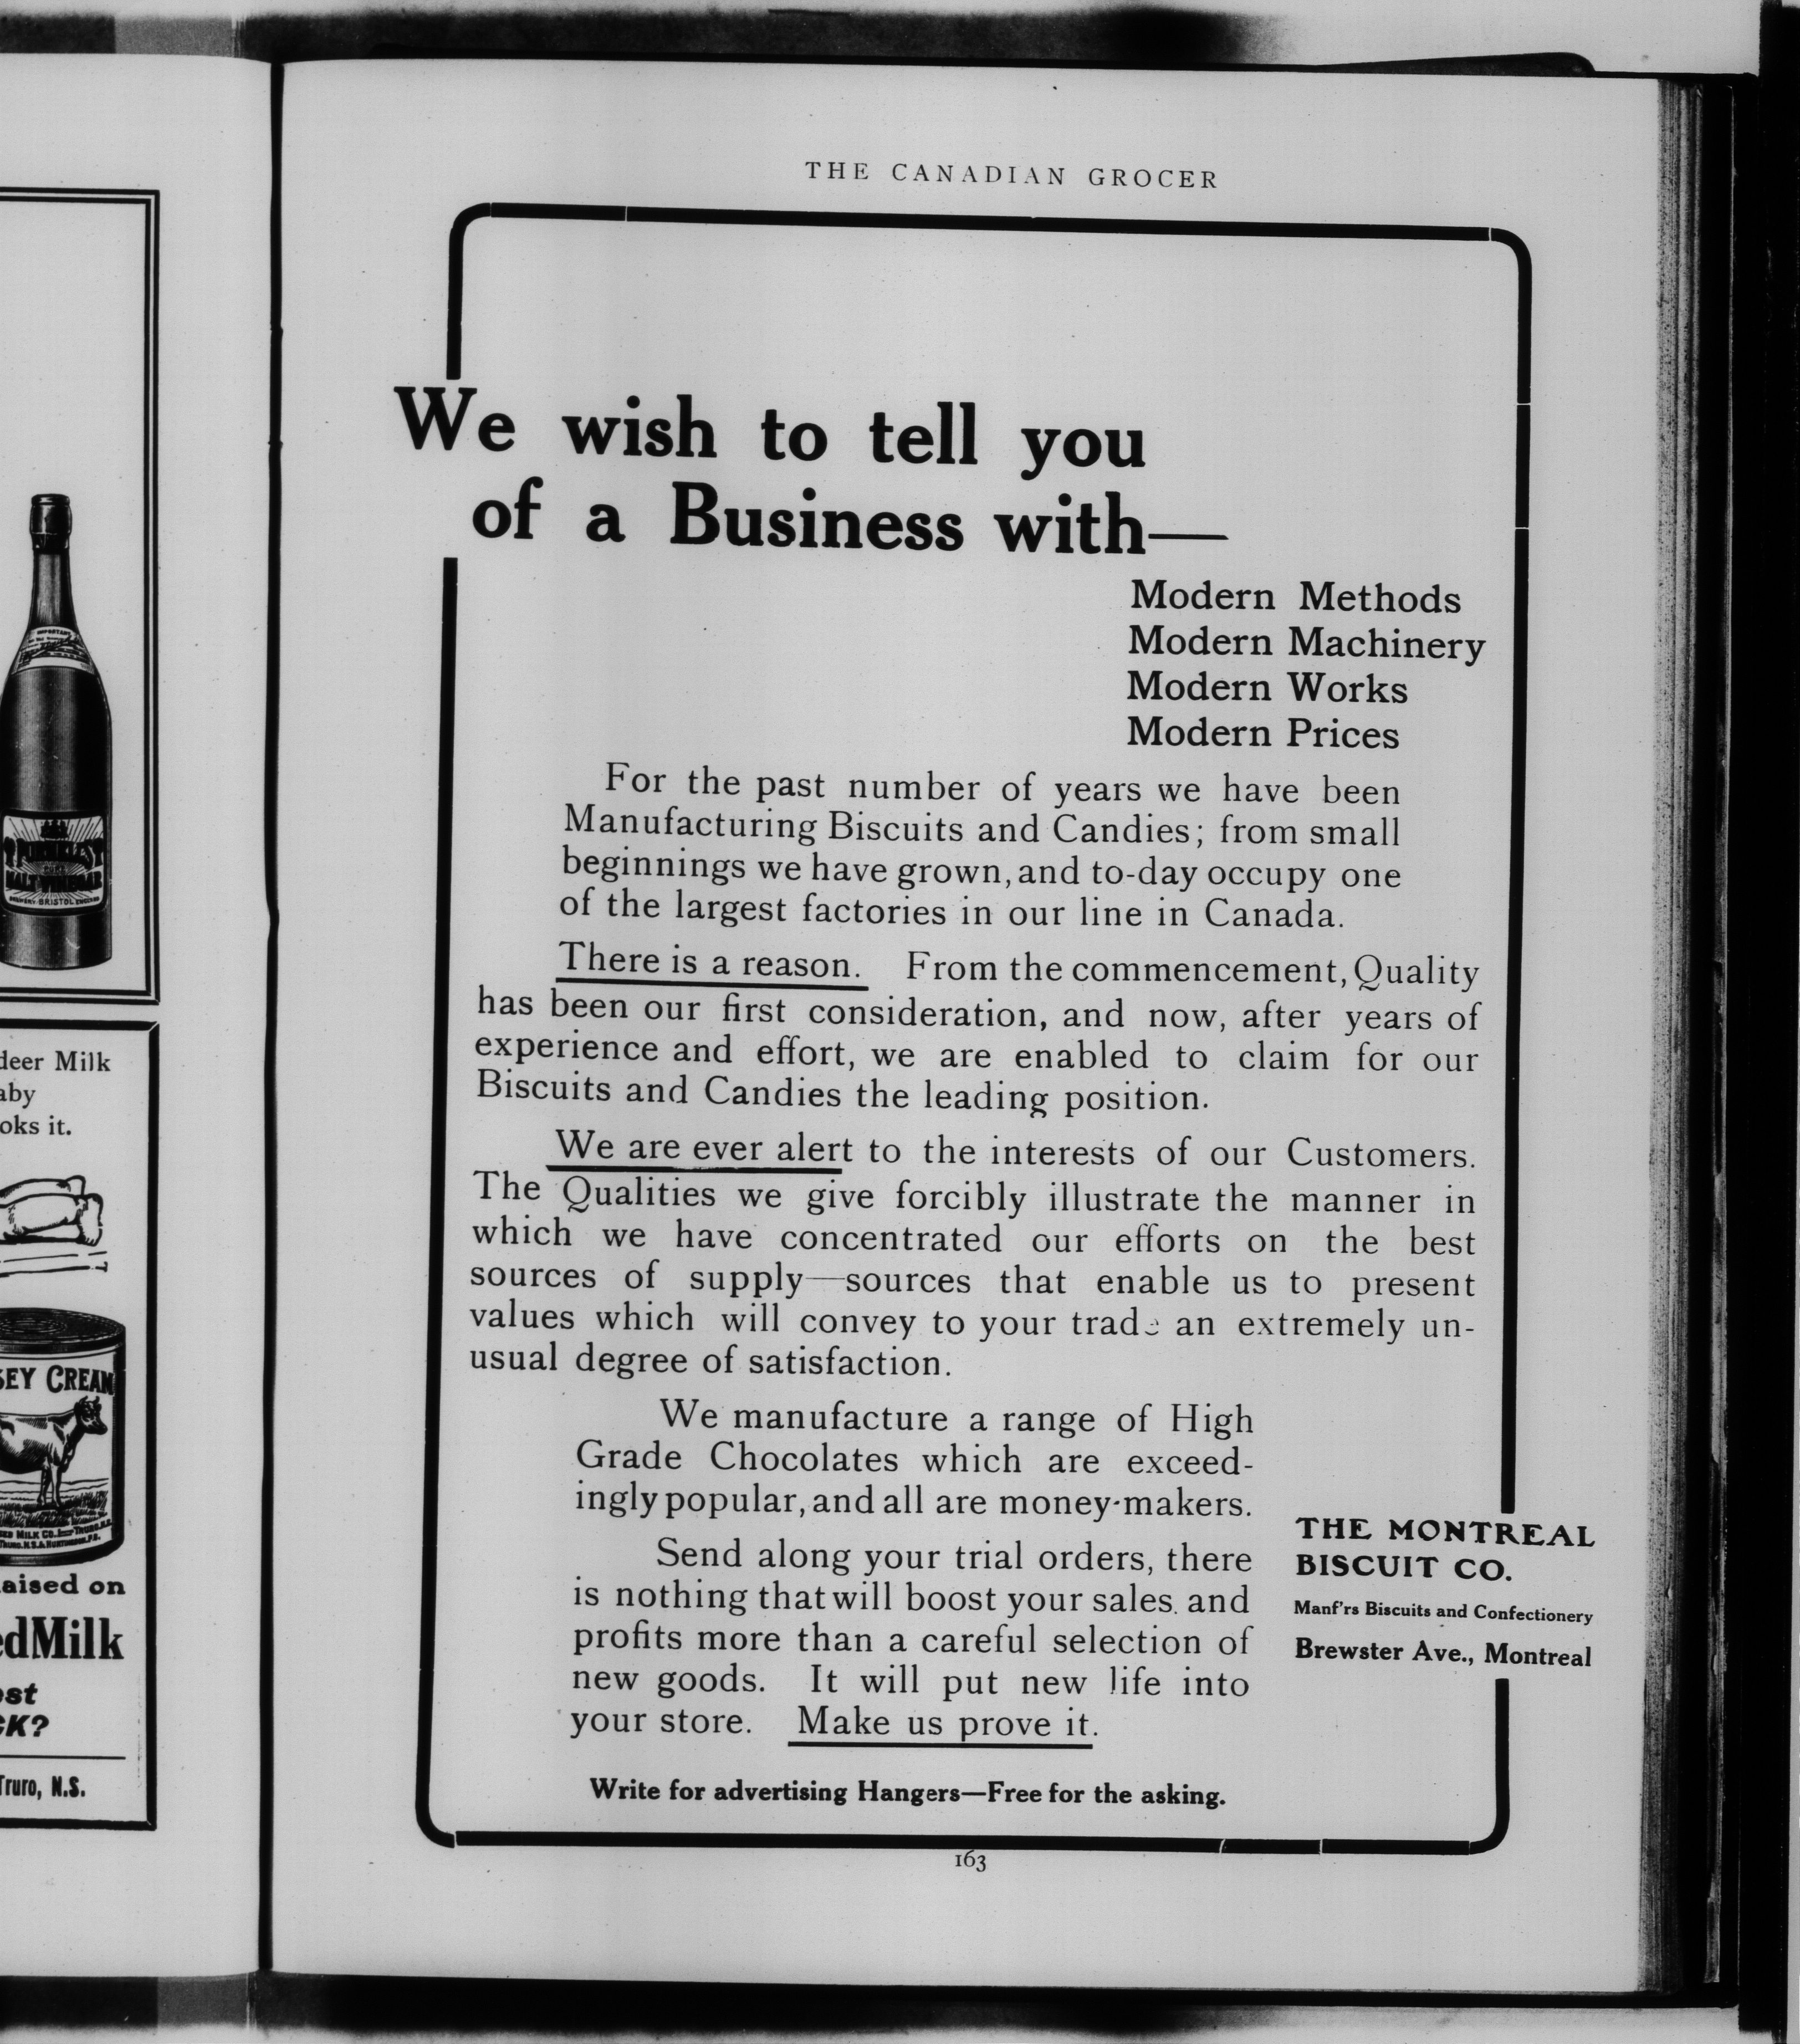 THE CANADIAN GROCER
We wish to tell you
of a Business with—
Modern Methods
Modern Machinery
Modern Works
Modern Prices
For the past number of years we have been
Manufacturing Biscuits and Candies; from small
beginnings we have grown, and to-day occupy one
of the largest factories in our line in Canada.
There is a reason. From the commencement, Quality
has been our first consideration, and now, after years of
experience and effort, we are enabled to claim for our
Biscuits and Candies the leading position.
We are ever alert to the interests of our Customers.
The Qualities we give forcibly illustrate the manner in
which we have concentrated our efforts on the best
sources of supply—sources that enable us to present
values which will convey to your trade an extremely un-
usual degree of satisfaction.
We manufacture a range of High
Grade Chocolates which are exceed-
ingly popular, and all are money-makers.
Send along your trial orders, there
is nothing that will boost your sales and
profits more than a careful selection of
new goods. It will put new life into
your store. Make us prove it.
THE MONTREAL
BISCUIT CO.
Manf'rs Biscuits and Confectionery
Brewster Ave., Montreal
Write for advertising Hangers—Free for the asking.
163
IMPORTANT
MALT VINEGAR
BREWERY·BRISTOL ENGLAND
deer Milk
aby
oks it.
SEY CREAM
aised on
edMilk
est
CK?
Truro, N.S.